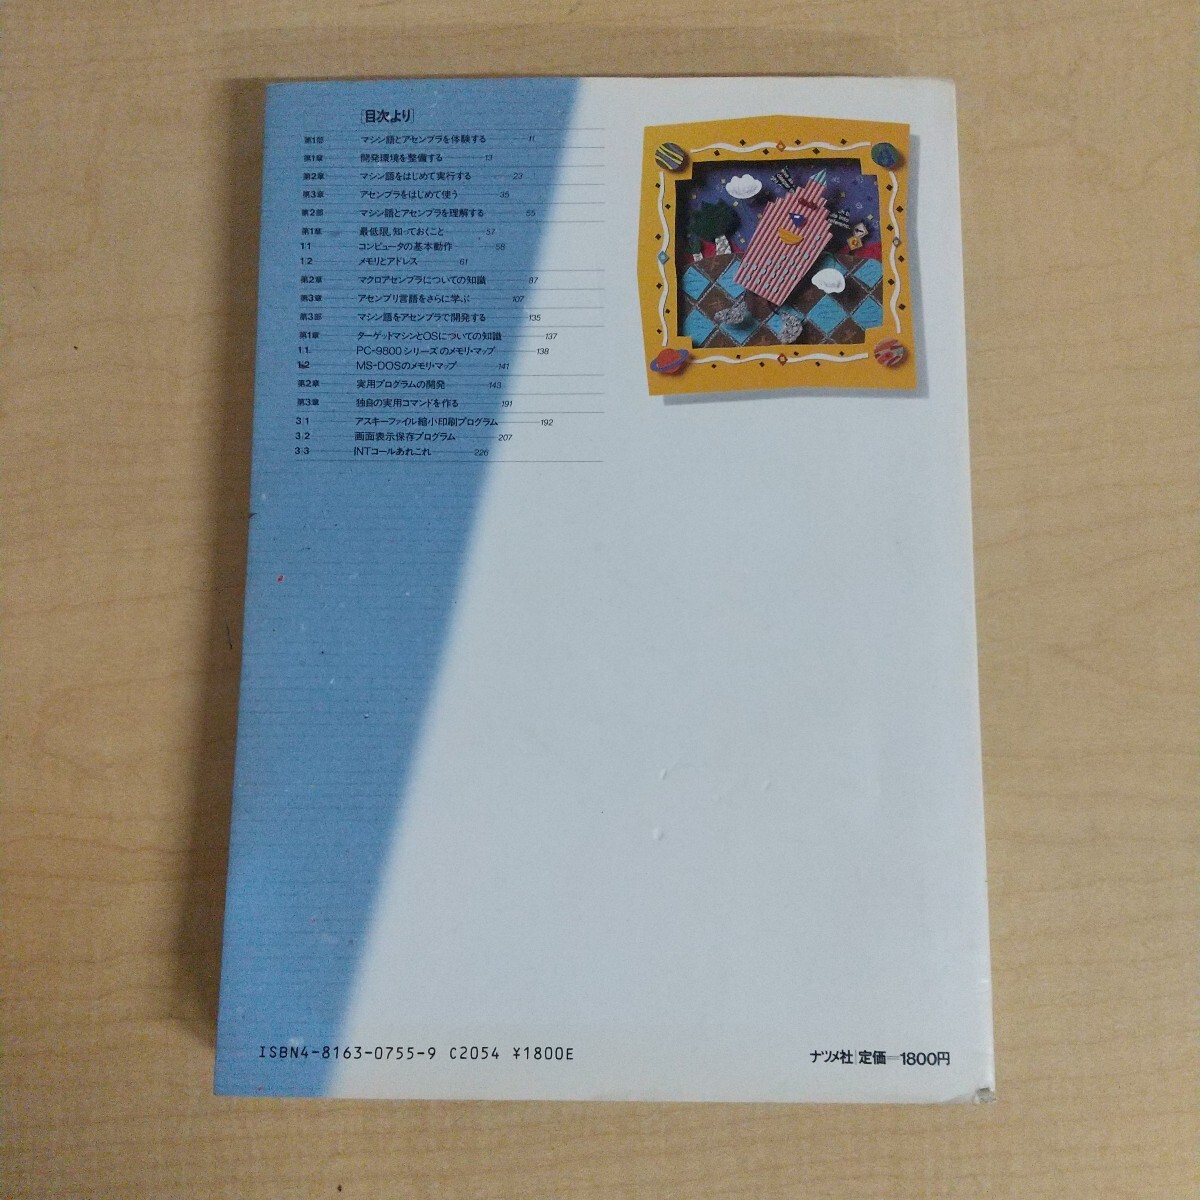 [目次より]
第1部 マシン語とアセンブラを体験する 11
第1章 開発環境を整備する 13
第2章 マシン語をはじめて実行する 23
第3章 アセンブラをはじめて使う 35
第2部 マシン語とアセンブラを理解する 55
第1章 最低限、知っておくこと 57
1|1 コンピュータの基本動作 58
1|2 メモリとアドレス 61
第2章 マクロアセンブラについての知識 87
第3章 アセンブリ言語をさらに学ぶ 107
第3部 マシン語をアセンブラで開発する 135
第1章 ターゲットマシンとOSについての知識 137
1|1 PC-9800シリーズのメモリ・マップ 138
1|2 MS-DOSのメモリ・マップ 141
第2章 実用プログラムの開発 143
第3章 独自の実用コマンドを作る 191
3|1 アスキーファイル縮小印刷プログラム 192
3|2 画面表示保存プログラム 207
3|3 INTコールあれこれ 226
ISBN4-8163-0755-9 C2054 ¥1800E
ナツメ社|定価=1800円